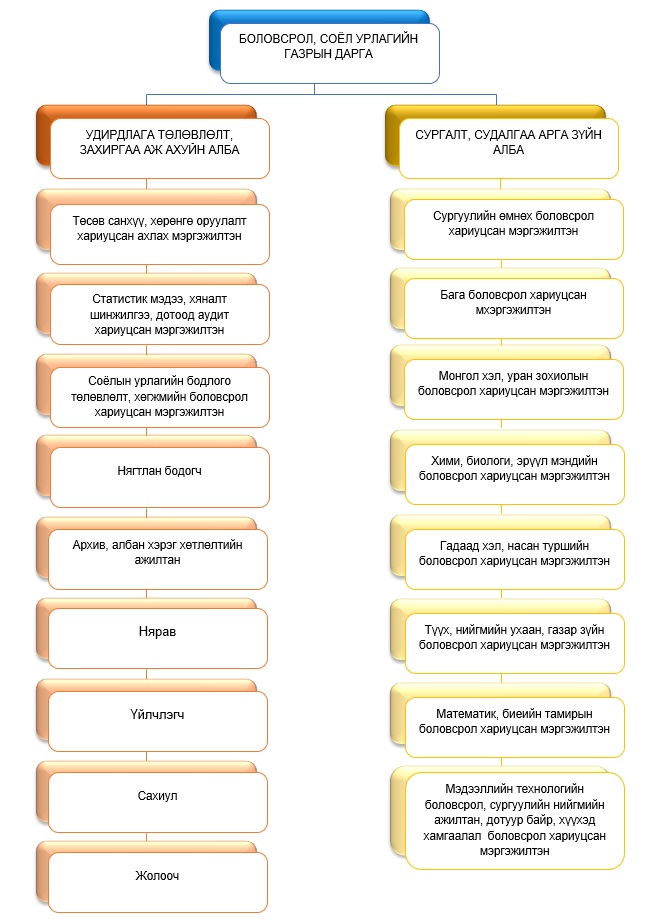 БОЛОВСРОЛ, СОЁЛ УРЛАГИЙН
ГАЗРЫН ДАРГА
УДИРДЛАГА ТӨЛӨВЛӨЛТ,
ЗАХИРГАА АЖ АХУЙН АЛБА
Төсөв санхүү, хөрөнгө оруулалт
хариуцсан ахлах мэргэжилтэн
Статистик мэдээ, хяналт
шинжилгээ, дотоод аудит
хариуцсан мэргэжилтэн
Соёлын урлагийн бодлого
төлөвлөлт, хөгжмийн боловсрол
хариуцсан мэргэжилтэн
Нягтлан бодогч
Архив, албан хэрэг хөтлөлтийн
ажилтан
Нярав
Үйлчлэгч
Сахиул
Жолооч
СУРГАЛТ, СУДАЛГАА АРГА ЗҮЙН
АЛБА
Сургуулийн өмнөх боловсрол
хариуцсан мэргэжилтэн
Бага боловсрол хариуцсан
мхэргэжилтэн
Монгол хэл, уран зохиолын
боловсрол хариуцсан мэргэжилтэн
Хими, биологи, эрүүл мэндийн
боловсрол хариуцсан мэргэжилтэн
Гадаад хэл, насан туршийн
боловсрол хариуцсан мэргэжилтэн
Түүх, нийгмийн ухаан, газар зүйн
боловсрол хариуцсан мэргэжилтэн
Математик, биеийн тамирын
боловсрол хариуцсан мэргэжилтэн
Мэдээллийн технологийн
боловсрол, сургуулийн нийгмийн
ажилтан, дотуур байр, хүүхэд
хамгаалал боловсрол хариуцсан
мэргэжилтэн